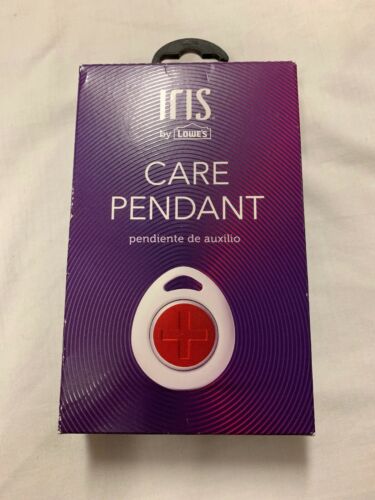 IrIS
by LOWE'S
CARE
PENDANT
pendiente de auxilio